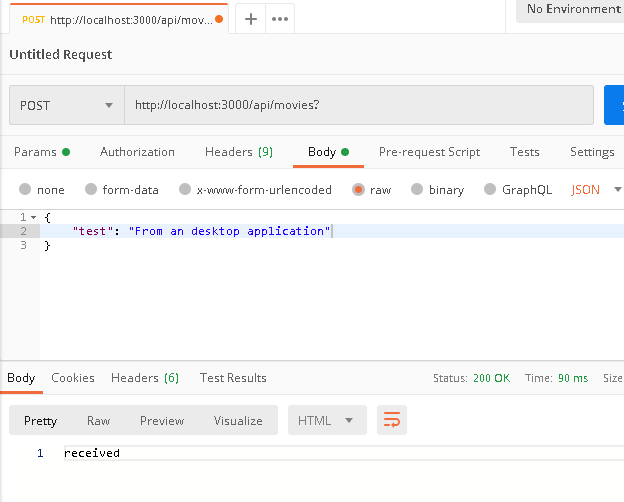 POST http://localhost:3000/api/mov... + ••• No Environment
Untitled Request
POST http://localhost:3000/api/movies?
Params Authorization Headers (9) Body Pre-request Script Tests Settings
none form-data x-www-form-urlencoded raw binary GraphQL JSON
1 {
2 "test": "From an desktop application"
3 }
Body Cookies Headers (6) Test Results Status: 200 OK Time: 90 ms Size
Pretty Raw Preview Visualize HTML
1 received